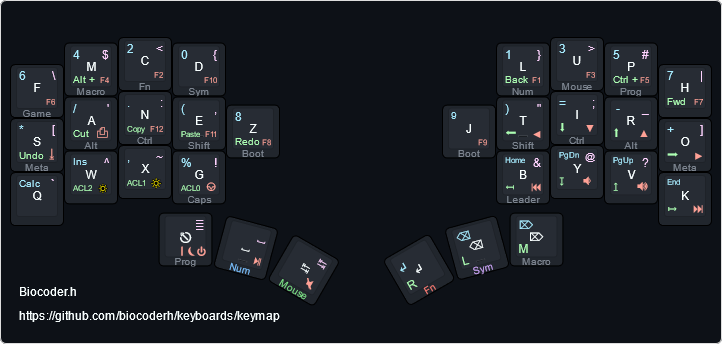 6 \ F F6 Game
4 $ M Alt + F4 Macro
2 < C F2 Fn
0 { D F10 Sym
1 } L Back F1 Num
3 > U F3 Mouse
5 # P Ctrl + F5 Prog
7 | H Fwd F7
* [ S Undo Meta
/ ' A Cut Alt
. : N Copy F12 Ctrl
( , E Paste F11 Shift
8 Z Redo F8 Boot
9 J F9 Boot
) " T Shift
= ; I Ctrl
- _ R Alt
+ ] O Meta
Calc ` Q
Ins ^ W ACL2
' ~ X ACL1
% ! G ACL0 Caps
Home & B Leader
PgDn @ Y
PgUp ? V
End K
Prog
Num
Mouse
R Fn
L Sym
M Macro
Biocoder.h
https://github.com/biocoderh/keyboards/keymap